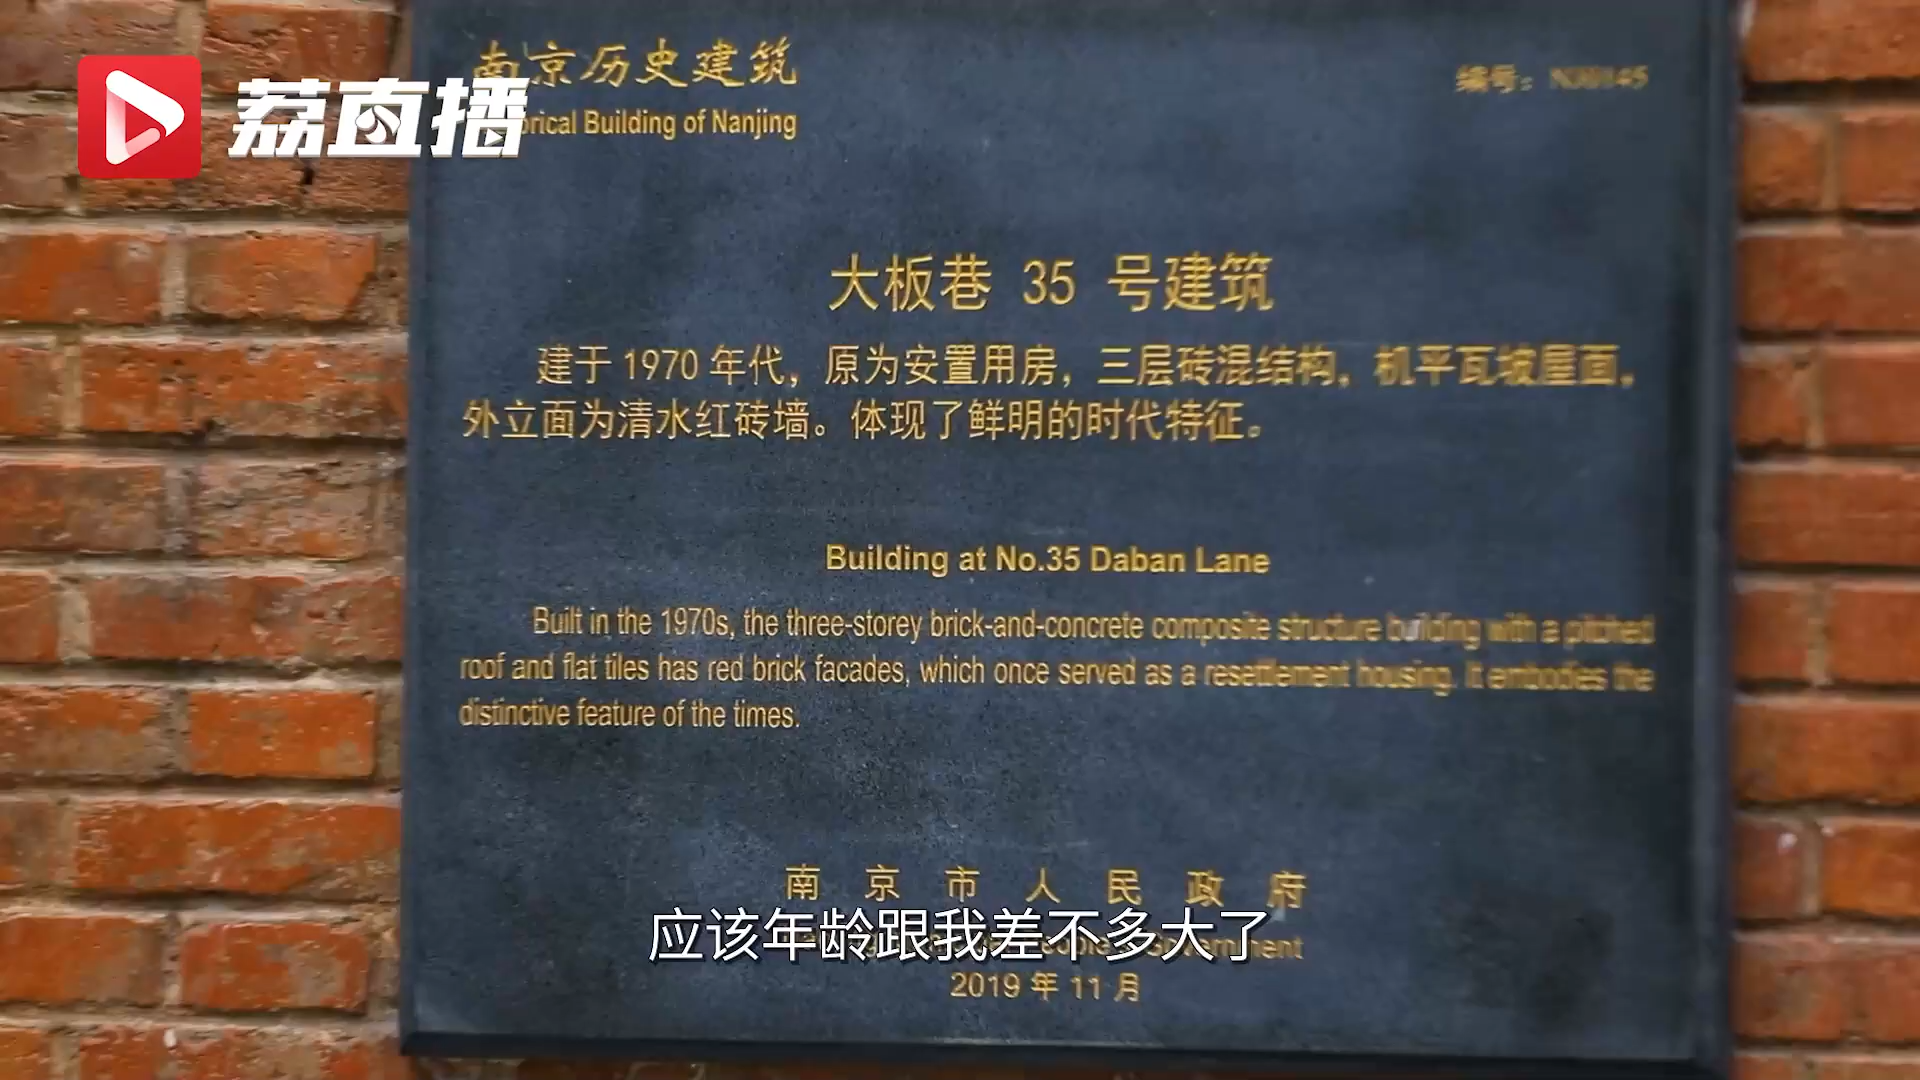 荔直播
南京历史建筑
编号：NJ0145
Historical Building of Nanjing
大板巷 35 号建筑
建于 1970 年代，原为安置用房，三层砖混结构，机平瓦坡屋面，
外立面为清水红砖墙。体现了鲜明的时代特征。
Building at No.35 Daban Lane
Built in the 1970s, the three-storey brick-and-concrete composite structure building with a pitched
roof and flat tiles has red brick facades, which once served as a resettlement housing. It embodies the
distinctive feature of the times.
南京市人民政府
应该年龄跟我差不多大了
Government
2019 年 11 月